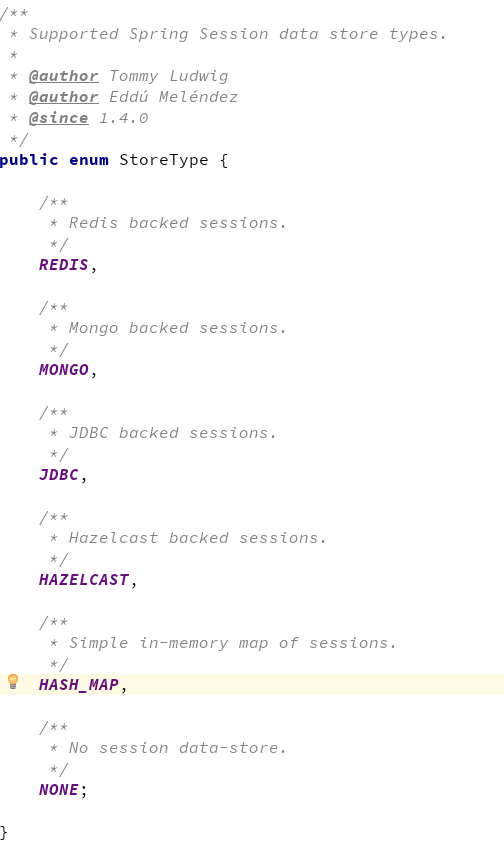 /**
 * Supported Spring Session data store types.
 *
 * @author Tommy Ludwig
 * @author Eddú Meléndez
 * @since 1.4.0
 */
public enum StoreType {
    /**
     * Redis backed sessions.
     */
    REDIS,
    /**
     * Mongo backed sessions.
     */
    MONGO,
    /**
     * JDBC backed sessions.
     */
    JDBC,
    /**
     * Hazelcast backed sessions.
     */
    HAZELCAST,
    /**
     * Simple in-memory map of sessions.
     */
    HASH_MAP,
    /**
     * No session data-store.
     */
    NONE;
}